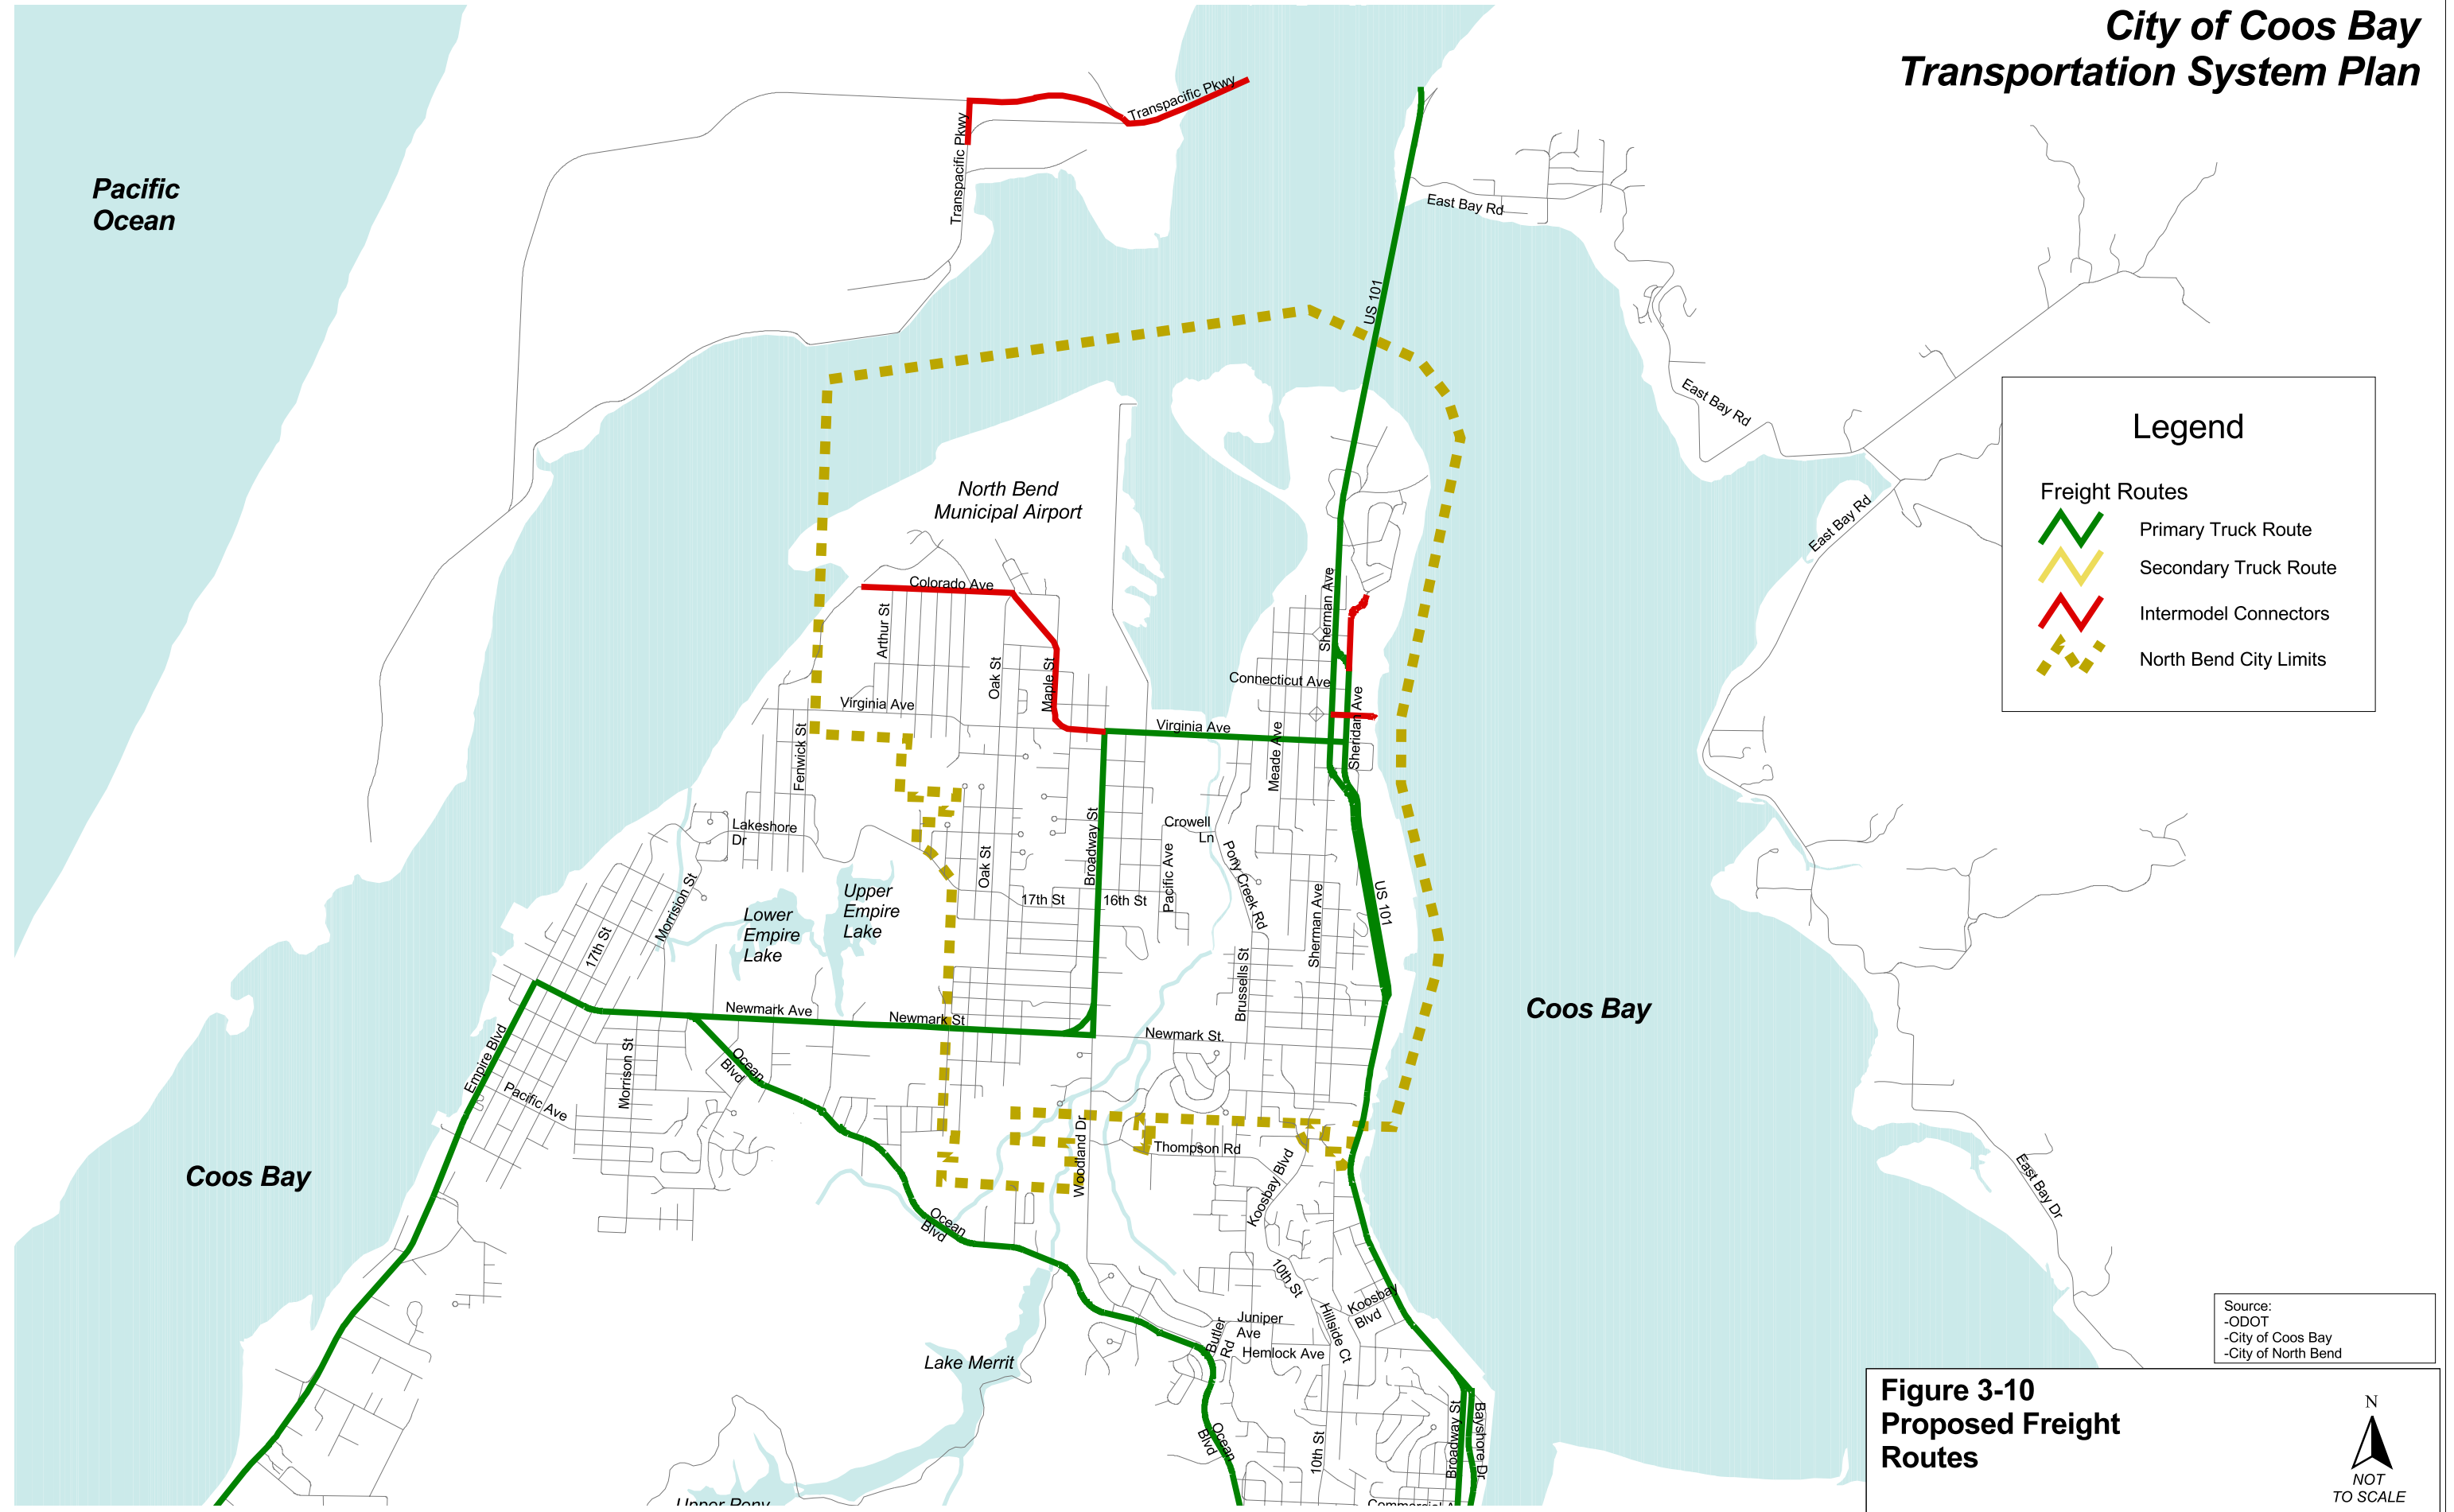 City of Coos Bay
Transportation System Plan
Pacific
Ocean
Transpacific Pkwy
Transpacific Pkwy
East Bay Rd
US 101
East Bay Rd
East Bay Rd
Legend
Freight Routes
Primary Truck Route
Secondary Truck Route
Intermodel Connectors
North Bend City Limits
North Bend
Municipal Airport
Colorado Ave
Arthur St
Oak St
Maple St
Sherman Ave
Connecticut Ave
Sheridan Ave
Virginia Ave
Virginia Ave
Fenwick St
Meade Ave
Lakeshore
Dr
Crowell
Ln
Broadway St
Oak St
Pacific Ave
Pony Creek Rd
Upper
Empire
Lake
Lower
Empire
Lake
Morrision St
17th St
17th St
16th St
Sherman Ave
US 101
Brussells St
Coos Bay
Newmark Ave
Newmark St
Newmark St.
Empire Blvd
Ocean
Blvd
Morrison St
Pacific Ave
Woodland Dr
Thompson Rd
Koosbay Blvd
Coos Bay
Ocean
Blvd
East Bay Dr
10th St
Koosbay
Blvd
Hillside Ct
Juniper
Ave
Butler
Rd
Hemlock Ave
Lake Merrit
Ocean
Blvd
10th St
Broadway St
Bayshore Dr
Upper Pony
Source:
-ODOT
-City of Coos Bay
-City of North Bend
Figure 3-10
Proposed Freight
Routes
N
NOT
TO SCALE